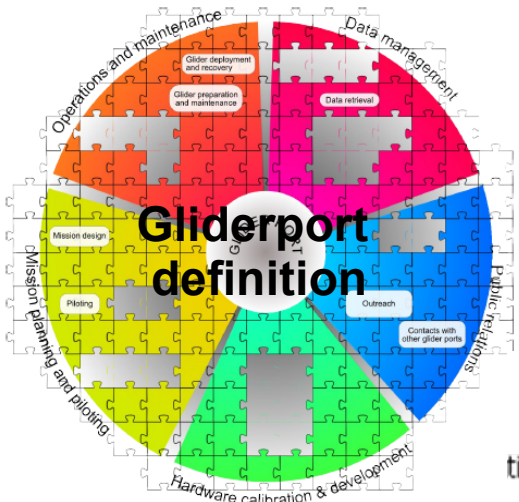 Operations and maintenance
Data management
Glider deployment
and recovery
Glider preparation
and maintenance
Data retrieval
Gliderport
definition
Mission design
Piloting
Outreach
Contacts with
other glider ports
Mission planning and piloting
Public relations
Hardware calibration & development